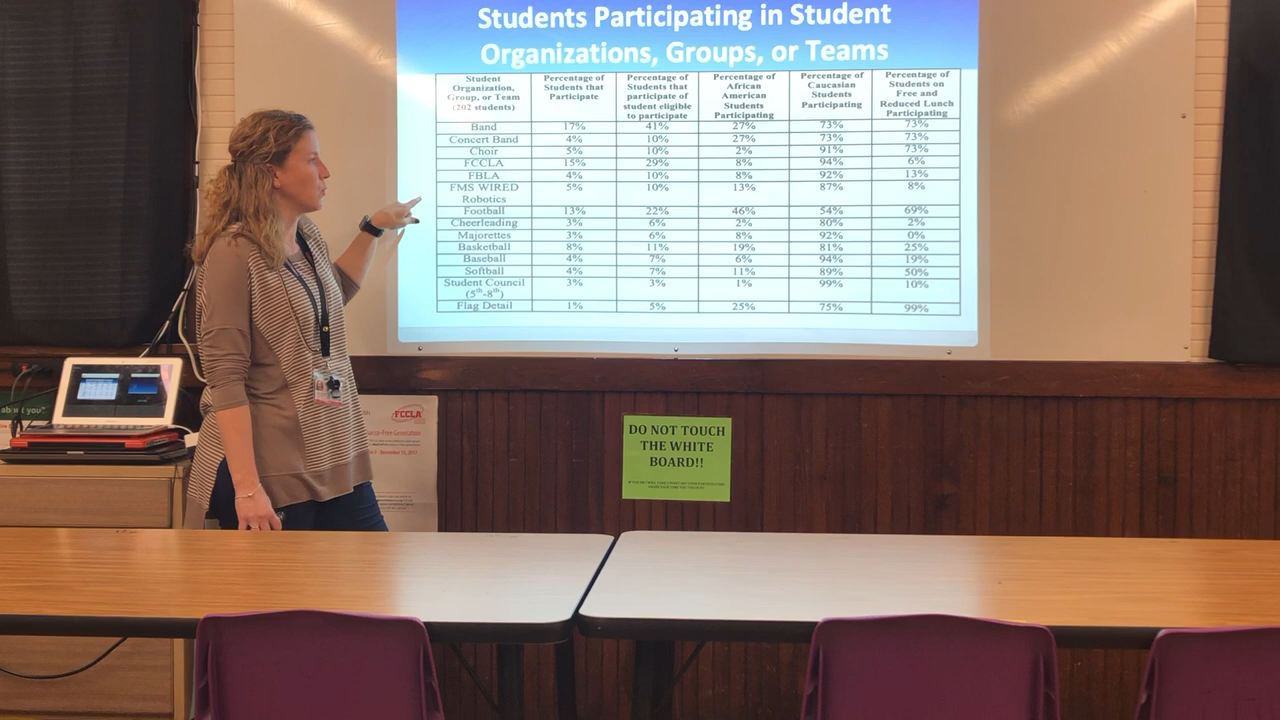 Students Participating in Student
Organizations, Groups, or Teams
Student Organization, Group, or Team (202 students) Percentage of Students that Participate Percentage of Students that participate of student eligible to participate Percentage of African American Students Participating Percentage of Caucasian Students Participating Percentage of Students on Free and Reduced Lunch Participating
Band 17% 41% 27% 73% 73%
Concert Band 4% 10% 27% 73% 73%
Choir 5% 10% 2% 91% 73%
FCCLA 15% 29% 8% 94% 6%
FBLA 4% 10% 8% 92% 13%
FMS WIRED Robotics 5% 10% 13% 87% 8%
Football 13% 22% 46% 54% 69%
Cheerleading 3% 6% 2% 80% 2%
Majorettes 3% 6% 8% 92% 0%
Basketball 8% 11% 19% 81% 25%
Baseball 4% 7% 6% 94% 19%
Softball 4% 7% 11% 89% 50%
Student Council (5th-8th) 3% 3% 1% 99% 10%
Flag Detail 1% 5% 25% 75% 99%
about you"
FCCLA
DO NOT TOUCH
THE WHITE
BOARD!!